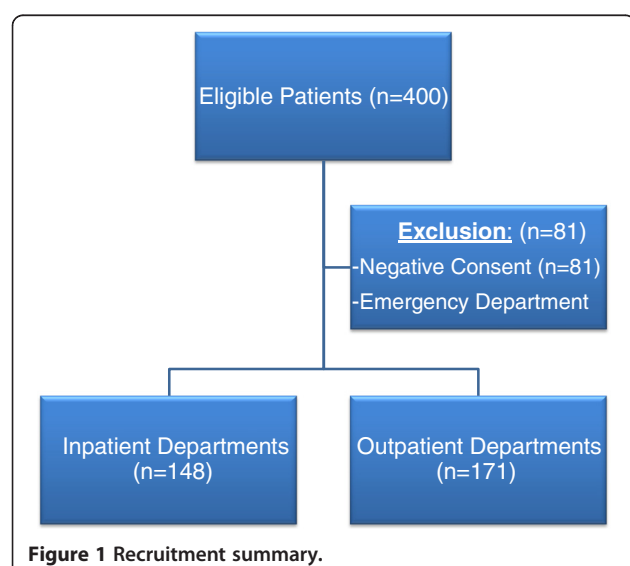 Eligible Patients (n=400)
Exclusion: (n=81)
-Negative Consent (n=81)
-Emergency Department
Inpatient Departments
(n=148)
Outpatient Departments
(n=171)
Figure 1 Recruitment summary.